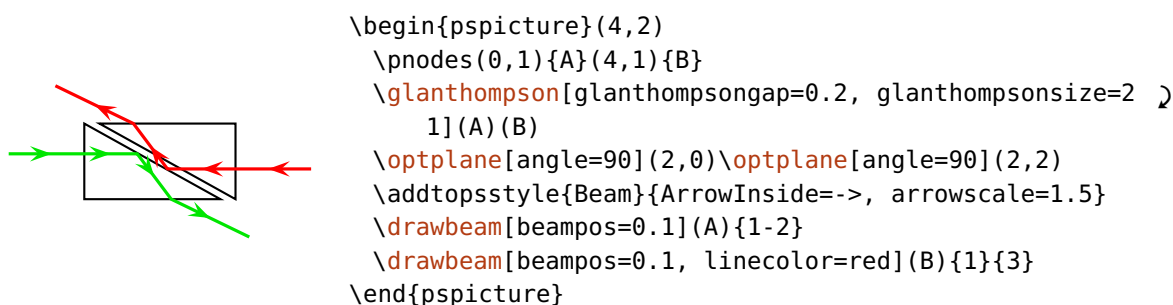 \begin{pspicture}(4,2)
\pnodes(0,1){A}(4,1){B}
\glanthompson[glanthompsongap=0.2, glanthompsonsize=2
1](A)(B)
\optplane[angle=90](2,0)\optplane[angle=90](2,2)
\addtopsstyle{Beam}{ArrowInside=->, arrowscale=1.5}
\drawbeam[beampos=0.1](A){1-2}
\drawbeam[beampos=0.1, linecolor=red](B){1}{3}
\end{pspicture}